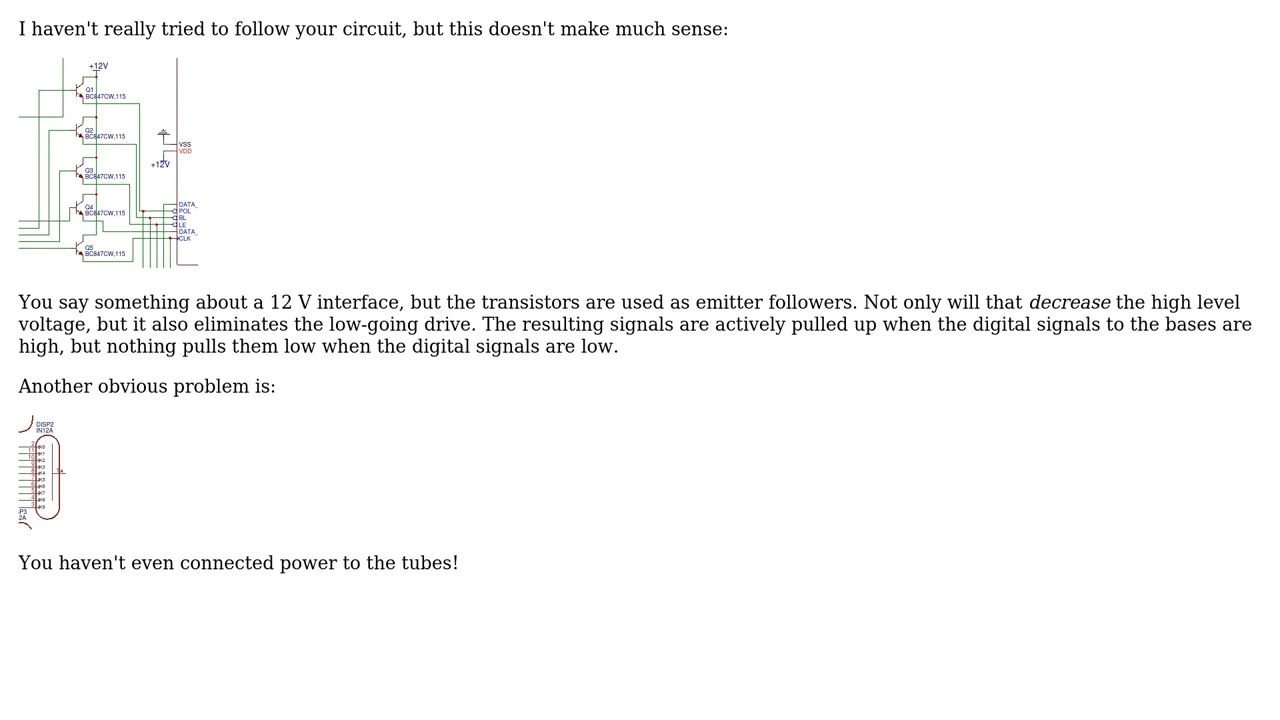 I haven't really tried to follow your circuit, but this doesn't make much sense:
+12V
Q1
BC847CW,115
Q2
BC847CW,115
VSS
VDD
+12V
Q3
BC847CW,115
DATA_
Q4
POL
BC847CW,115
BL
LE
DATA_
CLK
Q5
BC847CW,115
You say something about a 12 V interface, but the transistors are used as emitter followers. Not only will that decrease the high level
voltage, but it also eliminates the low-going drive. The resulting signals are actively pulled up when the digital signals to the bases are
high, but nothing pulls them low when the digital signals are low.
Another obvious problem is:
DISP2
IN12A
P3
2A
You haven't even connected power to the tubes!